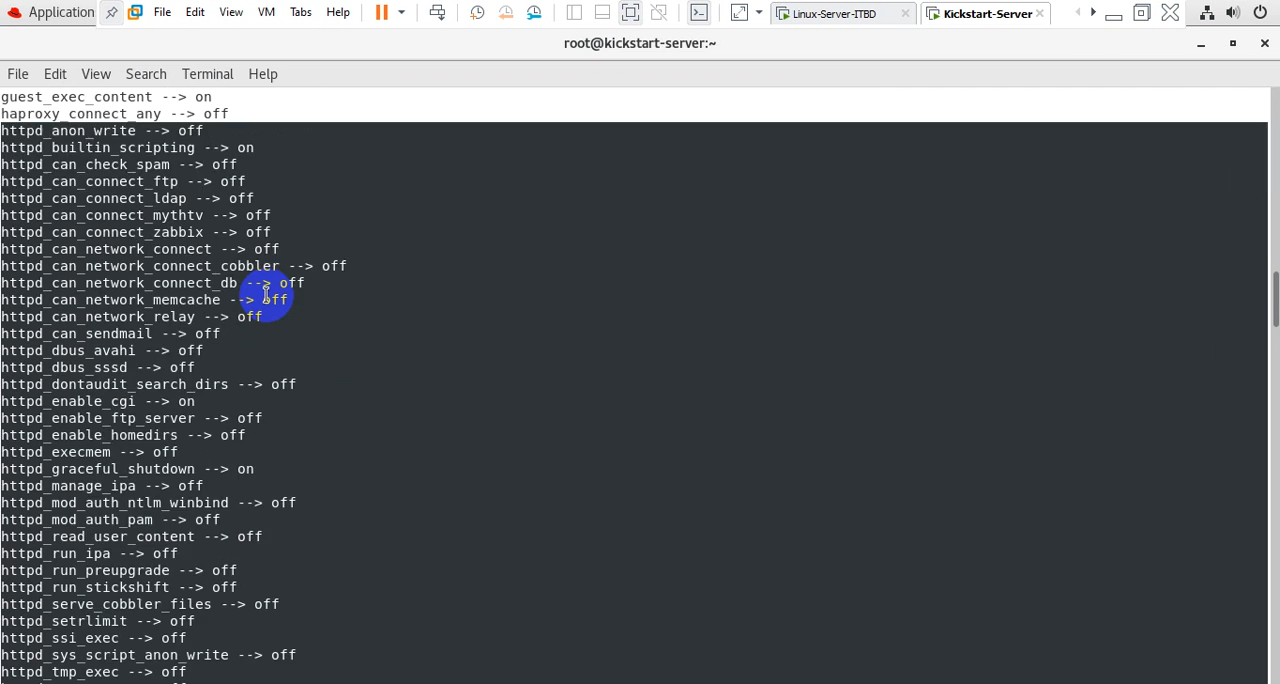 Application File Edit View VM Tabs Help Linux-Server-ITBD Kickstart-Server
root@kickstart-server:~
File Edit View Search Terminal Help
guest_exec_content --> on
haproxy_connect_any --> off
httpd_anon_write --> off
httpd_builtin_scripting --> on
httpd_can_check_spam --> off
httpd_can_connect_ftp --> off
httpd_can_connect_ldap --> off
httpd_can_connect_mythtv --> off
httpd_can_connect_zabbix --> off
httpd_can_network_connect --> off
httpd_can_network_connect_cobbler --> off
httpd_can_network_connect_db --> off
httpd_can_network_memcache --> off
httpd_can_network_relay --> off
httpd_can_sendmail --> off
httpd_dbus_avahi --> off
httpd_dbus_sssd --> off
httpd_dontaudit_search_dirs --> off
httpd_enable_cgi --> on
httpd_enable_ftp_server --> off
httpd_enable_homedirs --> off
httpd_execmem --> off
httpd_graceful_shutdown --> on
httpd_manage_ipa --> off
httpd_mod_auth_ntlm_winbind --> off
httpd_mod_auth_pam --> off
httpd_read_user_content --> off
httpd_run_ipa --> off
httpd_run_preupgrade --> off
httpd_run_stickshift --> off
httpd_serve_cobbler_files --> off
httpd_setrlimit --> off
httpd_ssi_exec --> off
httpd_sys_script_anon_write --> off
httpd_tmp_exec --> off